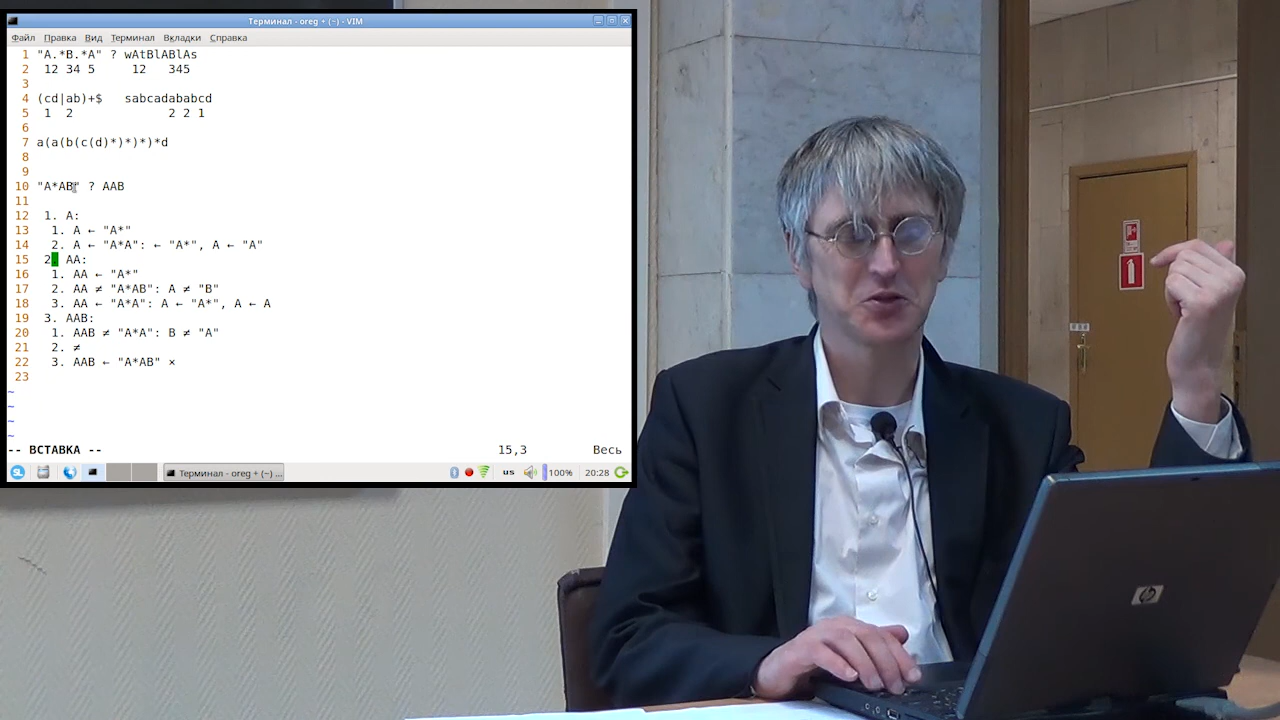 Терминал - oreg + (~) - VIM
Файл Правка Вид Терминал Вкладки Справка
1 "A.*B.*A" ? wAtBlABlAs
2 12 34 5 12 345
3
4 (cd|ab)+$ sabcadababcd
5 1 2 2 2 1
6
7 a(a(b(c(d)*)*)*)*d
8
9
10 "A*AB" ? AAB
11
12 1. A:
13 1. A ← "A*"
14 2. A ← "A*A": ← "A*", A ← "A"
15 2. AA:
16 1. AA ← "A*"
17 2. AA ≠ "A*AB": A ≠ "B"
18 3. AA ← "A*A": A ← "A*", A ← A
19 3. AAB:
20 1. AAB ≠ "A*A": B ≠ "A"
21 2. ≠
22 3. AAB ← "A*AB" ×
23
~
~
~
~
-- ВСТАВКА -- 15,3 Весь
Терминал - oreg + (~) ... us 100% 20:28
hp